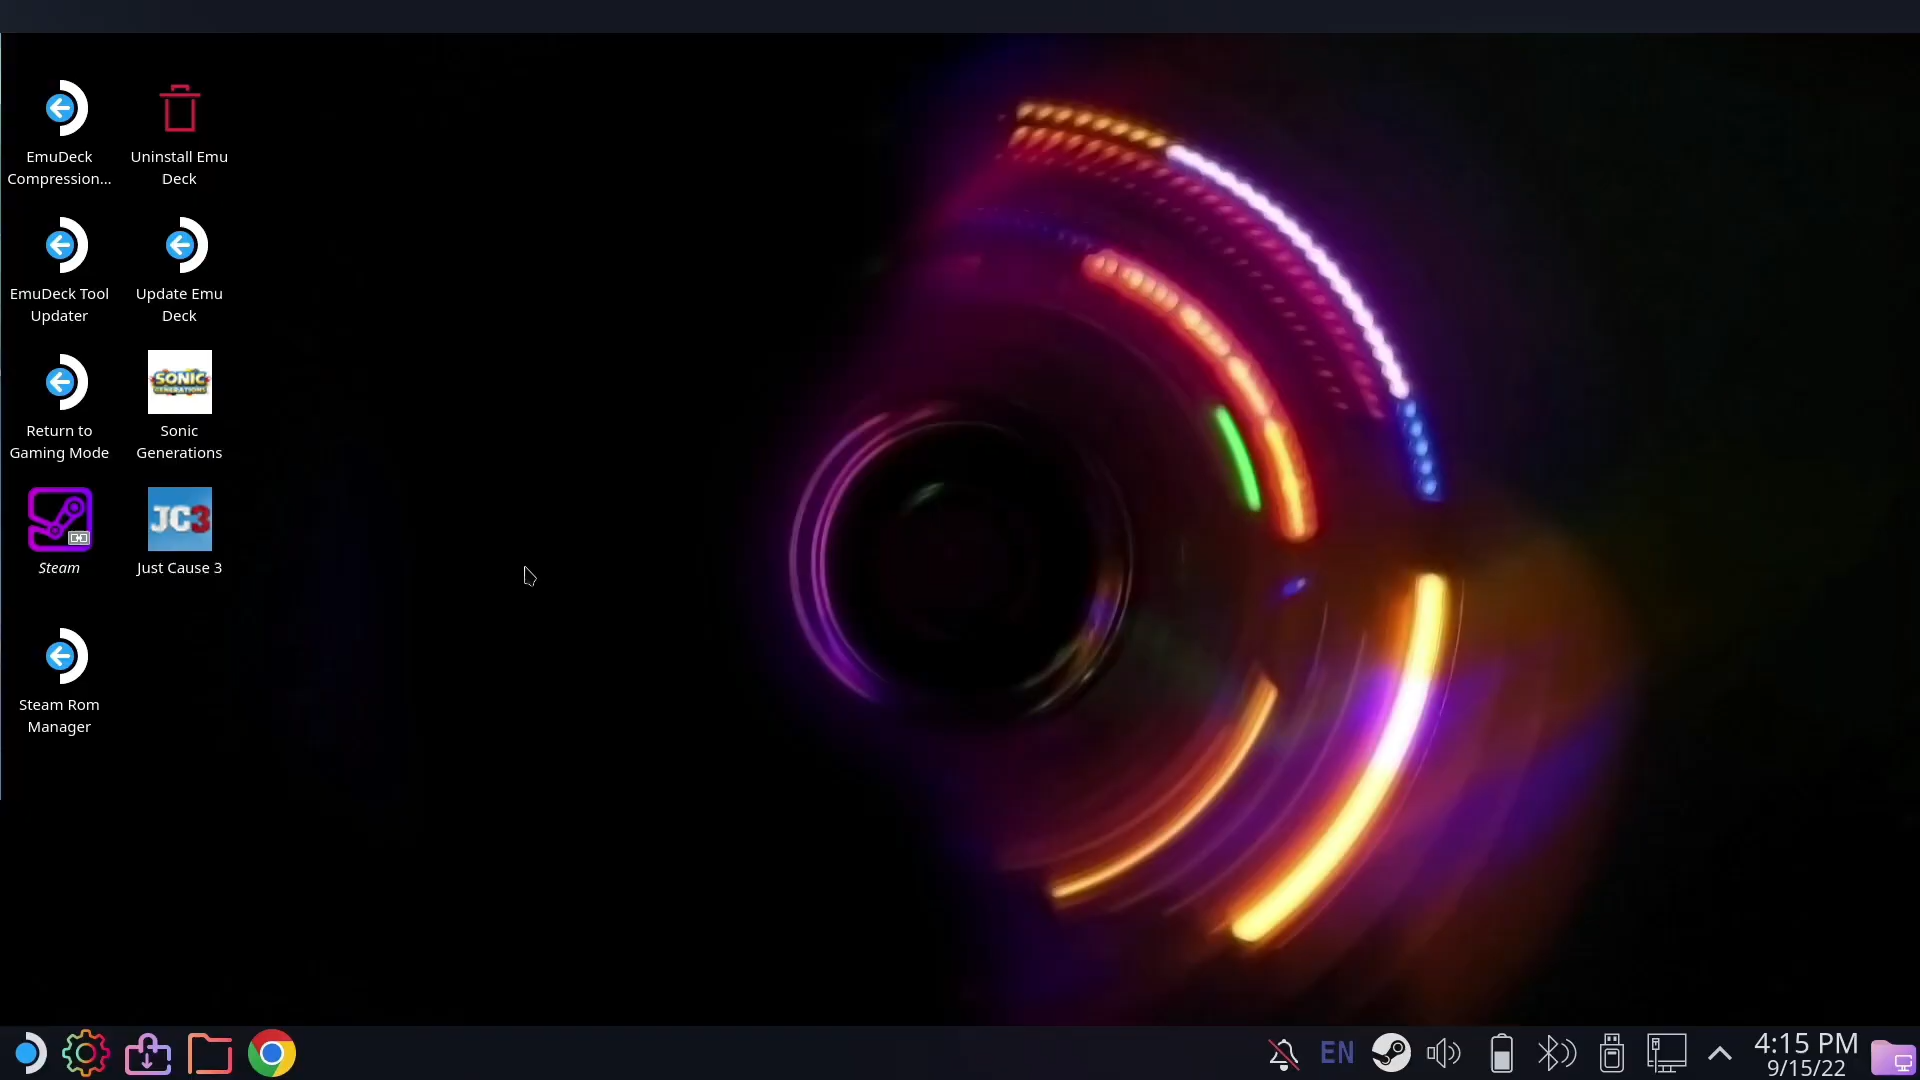 EmuDeck
Compression...
Uninstall Emu
Deck
EmuDeck Tool
Updater
Update Emu
Deck
Return to
Gaming Mode
SONIC
GENERATIONS
Sonic
Generations
Steam
JC3
Just Cause 3
Steam Rom
Manager
EN
4:15 PM
9/15/22